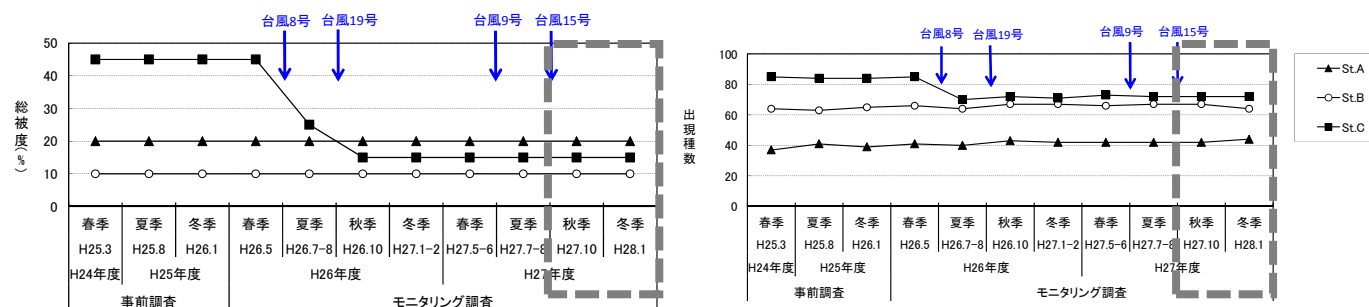 台風8号 台風19号 台風9号 台風15号
50
40
30
20
10
0
総被度(%)
春季 夏季 冬季 春季 夏季 秋季 冬季 春季 夏季 秋季 冬季
H25.3 H25.8 H26.1 H26.5 H26.7-8 H26.10 H27.1-2 H27.5-6 H27.7-8 H27.10 H28.1
H24年度 H25年度 H26年度 H27年度
事前調査 モニタリング調査
台風8号 台風19号 台風9号 台風15号
100
80
60
40
20
0
出現種数
春季 夏季 冬季 春季 夏季 秋季 冬季 春季 夏季 秋季 冬季
H25.3 H25.8 H26.1 H26.5 H26.7-8 H26.10 H27.1-2 H27.5-6 H27.7-8 H27.10 H28.1
H24年度 H25年度 H26年度 H27年度
事前調査 モニタリング調査
St.A
St.B
St.C